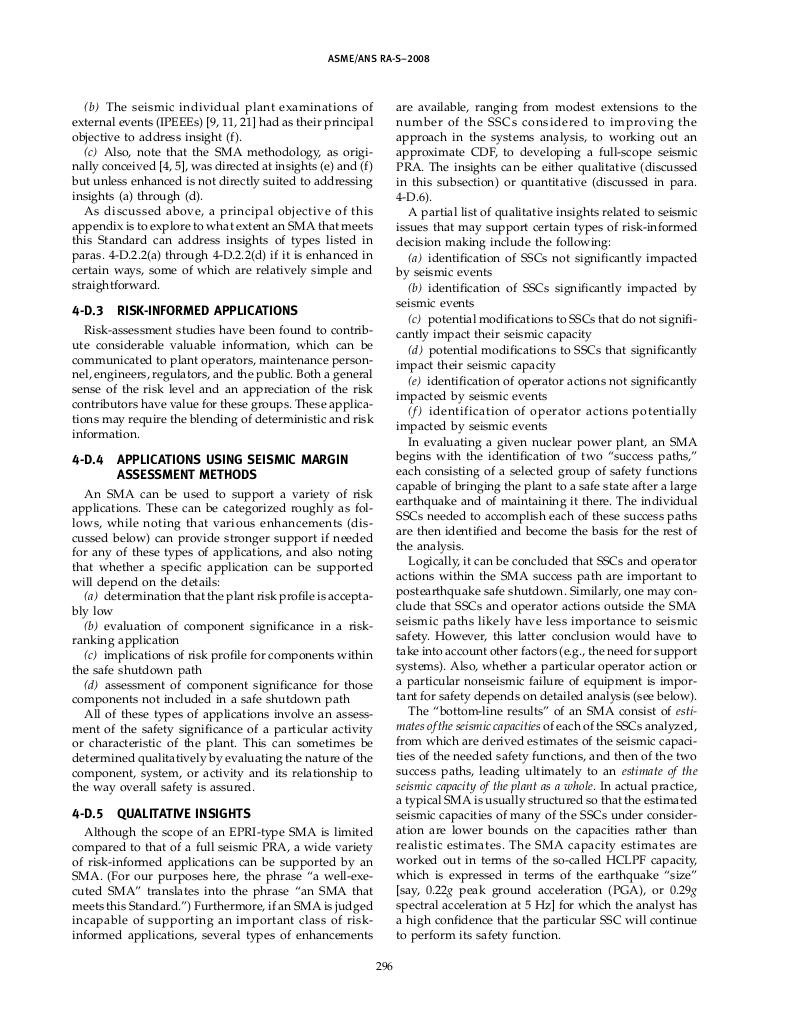 ASME/ANS RA-S–2008
(b) The seismic individual plant examinations of
external events (IPEEEs) [9, 11, 21] had as their principal
objective to address insight (f).
(c) Also, note that the SMA methodology, as origi-
nally conceived [4, 5], was directed at insights (e) and (f)
but unless enhanced is not directly suited to addressing
insights (a) through (d).
As discussed above, a principal objective of this
appendix is to explore to what extent an SMA that meets
this Standard can address insights of types listed in
paras. 4-D.2.2(a) through 4-D.2.2(d) if it is enhanced in
certain ways, some of which are relatively simple and
straightforward.
4-D.3 RISK-INFORMED APPLICATIONS
Risk-assessment studies have been found to contrib-
ute considerable valuable information, which can be
communicated to plant operators, maintenance person-
nel, engineers, regulators, and the public. Both a general
sense of the risk level and an appreciation of the risk
contributors have value for these groups. These applica-
tions may require the blending of deterministic and risk
information.
4-D.4 APPLICATIONS USING SEISMIC MARGIN
ASSESSMENT METHODS
An SMA can be used to support a variety of risk
applications. These can be categorized roughly as fol-
lows, while noting that various enhancements (dis-
cussed below) can provide stronger support if needed
for any of these types of applications, and also noting
that whether a specific application can be supported
will depend on the details:
(a) determination that the plant risk profile is accepta-
bly low
(b) evaluation of component significance in a risk-
ranking application
(c) implications of risk profile for components within
the safe shutdown path
(d) assessment of component significance for those
components not included in a safe shutdown path
All of these types of applications involve an assess-
ment of the safety significance of a particular activity
or characteristic of the plant. This can sometimes be
determined qualitatively by evaluating the nature of the
component, system, or activity and its relationship to
the way overall safety is assured.
4-D.5 QUALITATIVE INSIGHTS
Although the scope of an EPRI-type SMA is limited
compared to that of a full seismic PRA, a wide variety
of risk-informed applications can be supported by an
SMA. (For our purposes here, the phrase “a well-exe-
cuted SMA” translates into the phrase “an SMA that
meets this Standard.”) Furthermore, if an SMA is judged
incapable of supporting an important class of risk-
informed applications, several types of enhancements
are available, ranging from modest extensions to the
number of the SSCs considered to improving the
approach in the systems analysis, to working out an
approximate CDF, to developing a full-scope seismic
PRA. The insights can be either qualitative (discussed
in this subsection) or quantitative (discussed in para.
4-D.6).
A partial list of qualitative insights related to seismic
issues that may support certain types of risk-informed
decision making include the following:
(a) identification of SSCs not significantly impacted
by seismic events
(b) identification of SSCs significantly impacted by
seismic events
(c) potential modifications to SSCs that do not signifi-
cantly impact their seismic capacity
(d) potential modifications to SSCs that significantly
impact their seismic capacity
(e) identification of operator actions not significantly
impacted by seismic events
(f) identification of operator actions potentially
impacted by seismic events
In evaluating a given nuclear power plant, an SMA
begins with the identification of two “success paths,”
each consisting of a selected group of safety functions
capable of bringing the plant to a safe state after a large
earthquake and of maintaining it there. The individual
SSCs needed to accomplish each of these success paths
are then identified and become the basis for the rest of
the analysis.
Logically, it can be concluded that SSCs and operator
actions within the SMA success path are important to
postearthquake safe shutdown. Similarly, one may con-
clude that SSCs and operator actions outside the SMA
seismic paths likely have less importance to seismic
safety. However, this latter conclusion would have to
take into account other factors (e.g., the need for support
systems). Also, whether a particular operator action or
a particular nonseismic failure of equipment is impor-
tant for safety depends on detailed analysis (see below).
The “bottom-line results” of an SMA consist of esti-
mates of the seismic capacities of each of the SSCs analyzed,
from which are derived estimates of the seismic capaci-
ties of the needed safety functions, and then of the two
success paths, leading ultimately to an estimate of the
seismic capacity of the plant as a whole. In actual practice,
a typical SMA is usually structured so that the estimated
seismic capacities of many of the SSCs under consider-
ation are lower bounds on the capacities rather than
realistic estimates. The SMA capacity estimates are
worked out in terms of the so-called HCLPF capacity,
which is expressed in terms of the earthquake “size”
[say, 0.22g peak ground acceleration (PGA), or 0.29g
spectral acceleration at 5 Hz] for which the analyst has
a high confidence that the particular SSC will continue
to perform its safety function.
296